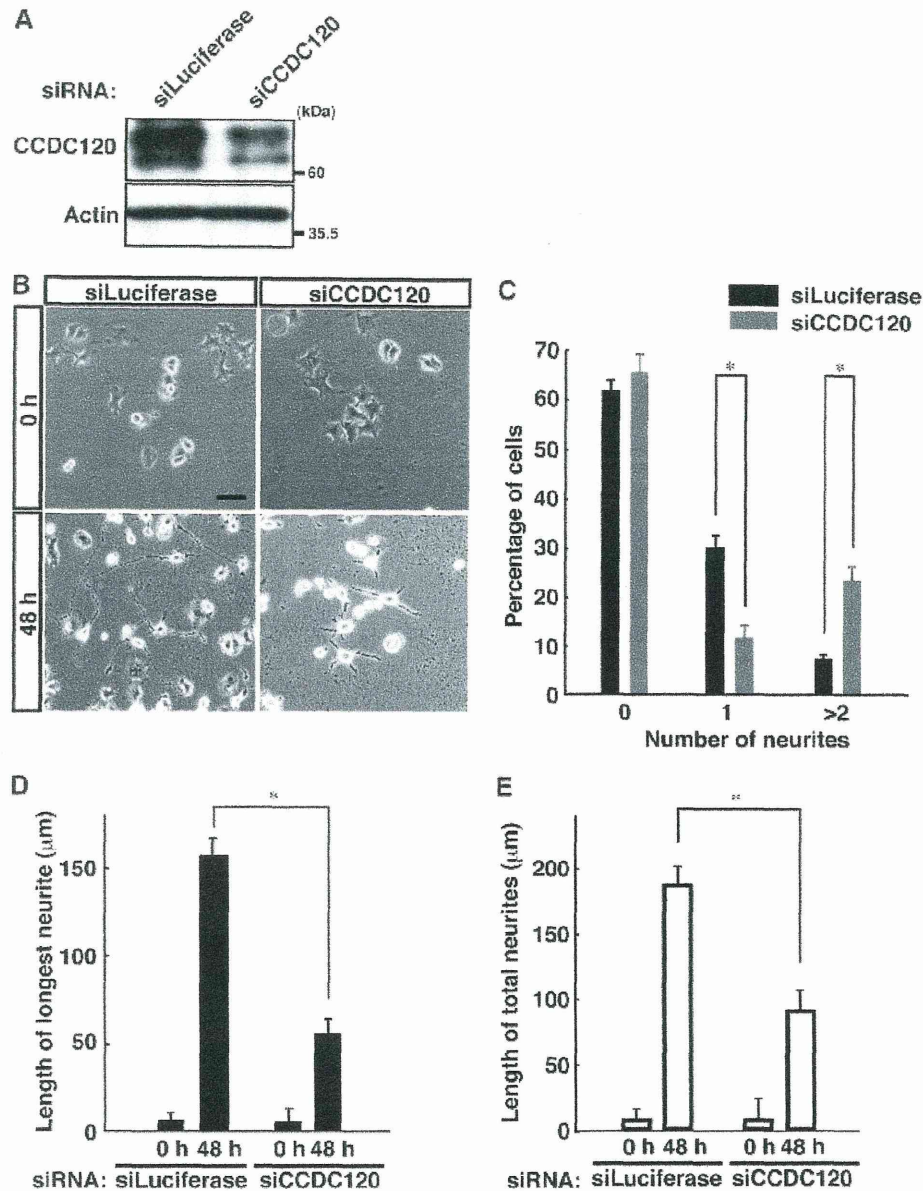 A
siRNA:
siLuciferase
siCCDC120
(kDa)
CCDC120
60
Actin
35.5
B
siLuciferase
siCCDC120
0 h
48 h
C
siLuciferase
siCCDC120
Percentage of cells
70
60
50
40
30
20
10
0
*
*
0 1 >2
Number of neurites
D
Length of longest neurite (μm)
150
100
50
0
*
0 h 48 h 0 h 48 h
siRNA: siLuciferase siCCDC120
E
Length of total neurites (μm)
200
150
100
50
0
*
0 h 48 h 0 h 48 h
siRNA: siLuciferase siCCDC120